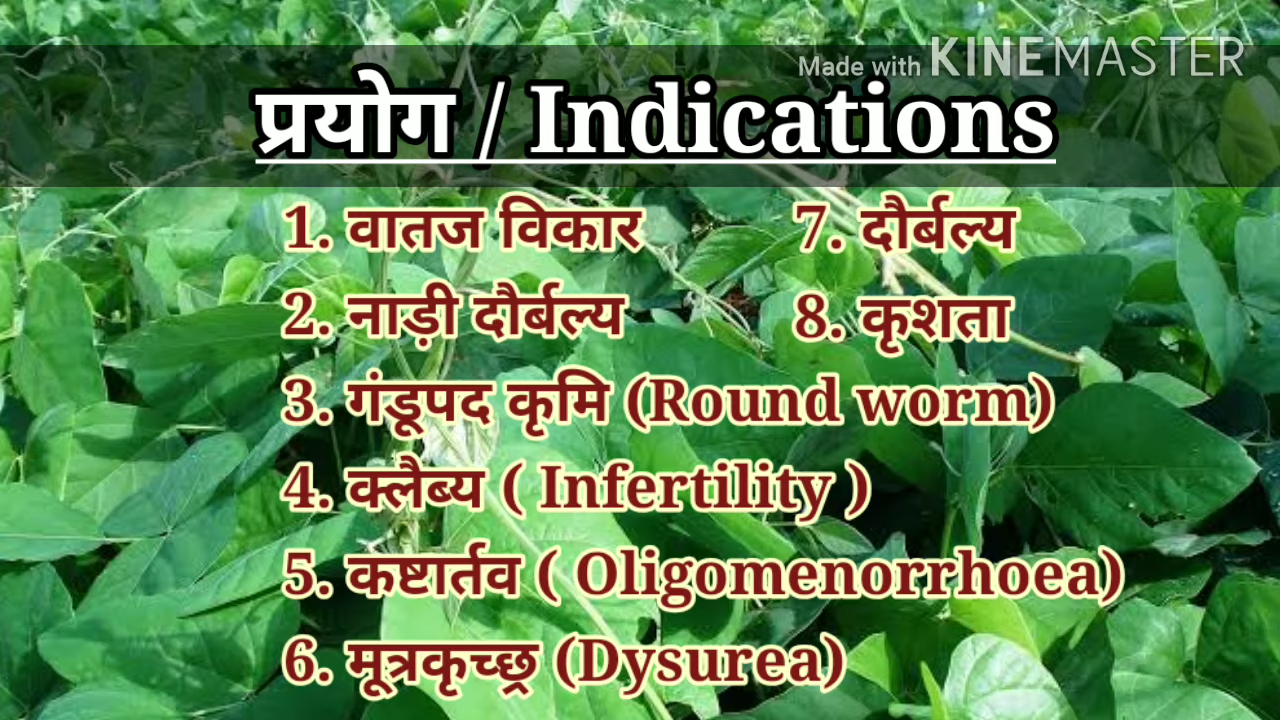 Made with KINEMASTER
प्रयोग / Indications
1. वातज विकार
2. नाड़ी दौर्बल्य
3. गंडूपद कृमि (Round worm)
4. क्लैब्य ( Infertility )
5. कष्टार्तव ( Oligomenorrhoea)
6. मूत्रकृच्छ्र (Dysurea)
7. दौर्बल्य
8. कृशता